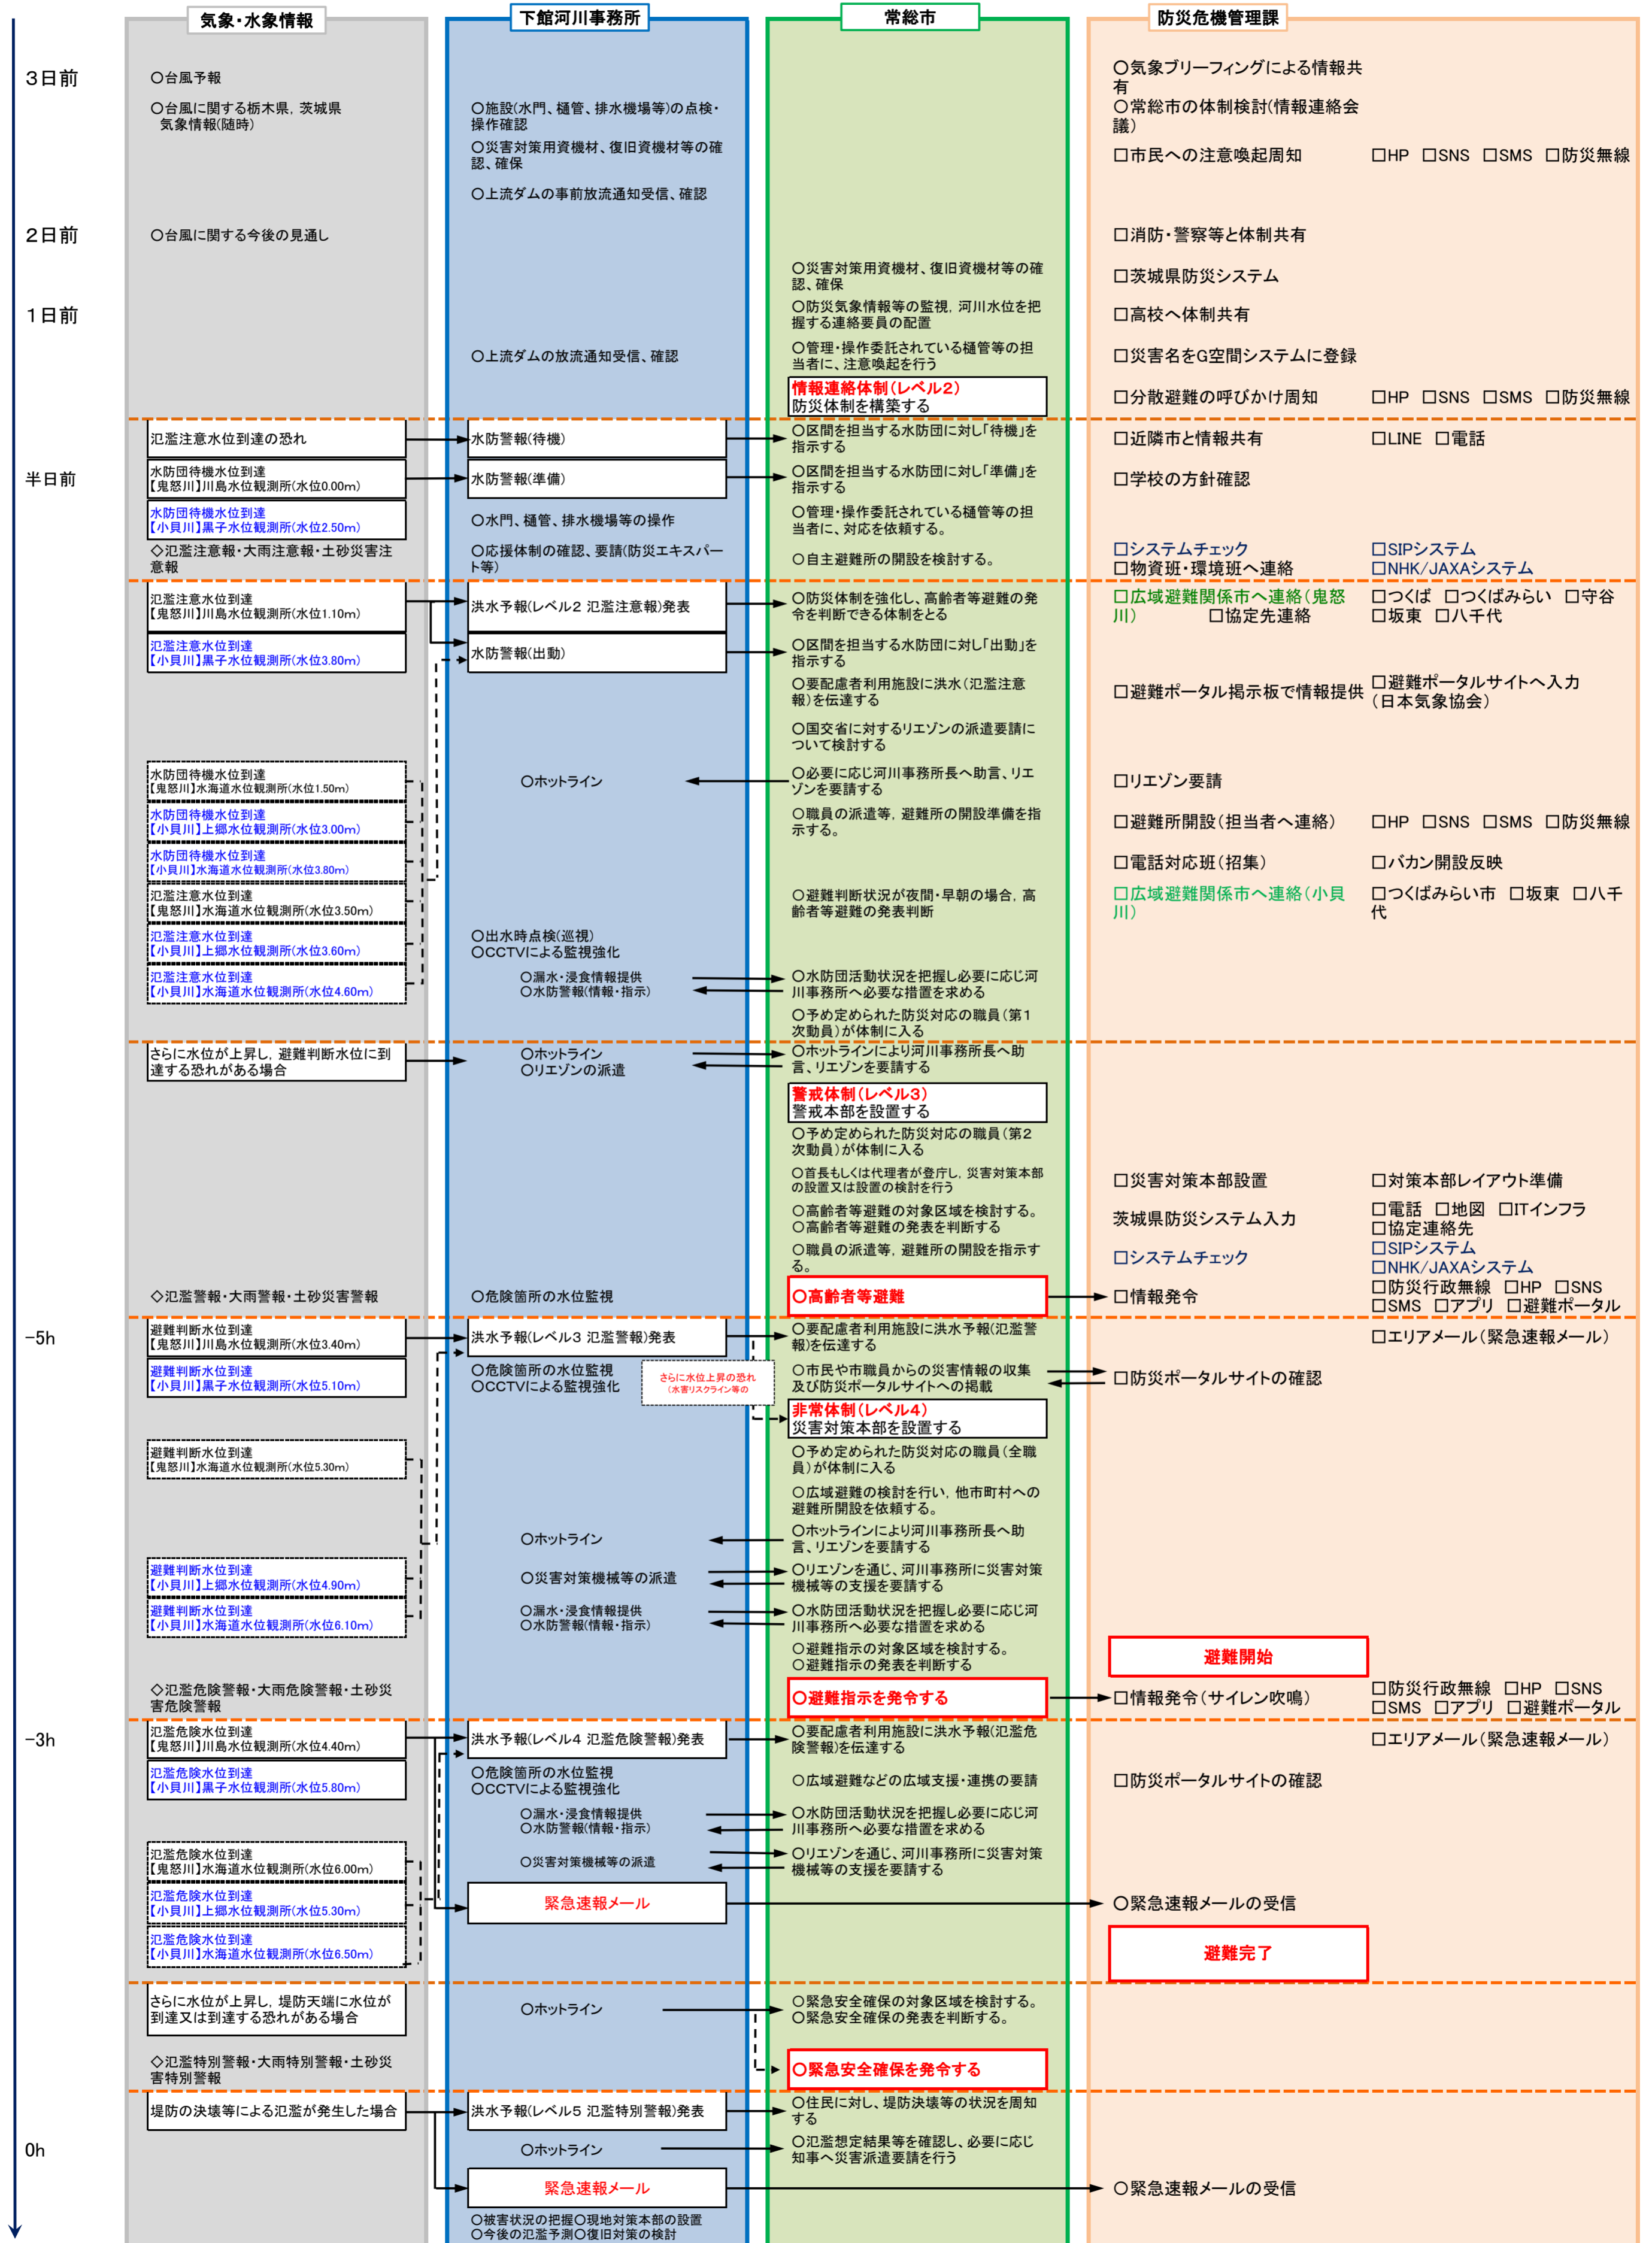 気象・水象情報
下館河川事務所
常総市
防災危機管理課
3日前
○台風予報
○気象ブリーフィングによる情報共
有
○台風に関する栃木県, 茨城県
気象情報(随時)
○施設(水門、樋管、排水機場等)の点検・
操作確認
○常総市の体制検討(情報連絡会
議)
○災害対策用資機材、復旧資機材等の確
認、確保
□市民への注意喚起周知
□HP □SNS □SMS □防災無線
○上流ダムの事前放流通知受信、確認
2日前
○台風に関する今後の見通し
□消防・警察等と体制共有
○災害対策用資機材、復旧資機材等の確
認、確保
□茨城県防災システム
1日前
○防災気象情報等の監視, 河川水位を把
握する連絡要員の配置
□高校へ体制共有
○上流ダムの放流通知受信、確認
○管理・操作委託されている樋管等の担
当者に、注意喚起を行う
□災害名をG空間システムに登録
情報連絡体制(レベル2)
防災体制を構築する
□分散避難の呼びかけ周知
□HP □SNS □SMS □防災無線
氾濫注意水位到達の恐れ
水防警報(待機)
○区間を担当する水防団に対し「待機」を
指示する
□近隣市と情報共有
□LINE □電話
半日前
水防団待機水位到達
【鬼怒川】川島水位観測所(水位0.00m)
水防警報(準備)
○区間を担当する水防団に対し「準備」を
指示する
□学校の方針確認
水防団待機水位到達
【小貝川】黒子水位観測所(水位2.50m)
○水門、樋管、排水機場等の操作
○管理・操作委託されている樋管等の担
当者に、対応を依頼する。
◇氾濫注意報・大雨注意報・土砂災害注
意報
○応援体制の確認、要請(防災エキスパー
ト等)
○自主避難所の開設を検討する。
□システムチェック
□SIPシステム
□物資班・環境班へ連絡
□NHK/JAXAシステム
氾濫注意水位到達
【鬼怒川】川島水位観測所(水位1.10m)
洪水予報(レベル2 氾濫注意報)発表
○防災体制を強化し、高齢者等避難の発
令を判断できる体制をとる
□広域避難関係市へ連絡(鬼怒
川) □協定先連絡
□つくば □つくばみらい □守谷
□坂東 □八千代
氾濫注意水位到達
【小貝川】黒子水位観測所(水位3.80m)
水防警報(出動)
○区間を担当する水防団に対し「出動」を
指示する
○要配慮者利用施設に洪水(氾濫注意
報)を伝達する
□避難ポータル掲示板で情報提供
□避難ポータルサイトへ入力
(日本気象協会)
○国交省に対するリエゾンの派遣要請に
ついて検討する
水防団待機水位到達
【鬼怒川】水海道水位観測所(水位1.50m)
○ホットライン
○必要に応じ河川事務所長へ助言、リエ
ゾンを要請する
□リエゾン要請
水防団待機水位到達
【小貝川】上郷水位観測所(水位3.00m)
○職員の派遣等, 避難所の開設準備を指
示する。
□避難所開設(担当者へ連絡)
□HP □SNS □SMS □防災無線
水防団待機水位到達
【小貝川】水海道水位観測所(水位3.80m)
□電話対応班(招集)
□バカン開設反映
氾濫注意水位到達
【鬼怒川】水海道水位観測所(水位3.50m)
○避難判断状況が夜間・早朝の場合, 高
齢者等避難の発表判断
□広域避難関係市へ連絡(小貝
川)
□つくばみらい市 □坂東 □八千
代
氾濫注意水位到達
【小貝川】上郷水位観測所(水位3.60m)
○出水時点検(巡視)
○CCTVによる監視強化
氾濫注意水位到達
【小貝川】水海道水位観測所(水位4.60m)
○漏水・浸食情報提供
○水防警報(情報・指示)
○水防団活動状況を把握し必要に応じ河
川事務所へ必要な措置を求める
○予め定められた防災対応の職員(第1
次動員)が体制に入る
さらに水位が上昇し, 避難判断水位に到
達する恐れがある場合
○ホットライン
○リエゾンの派遣
○ホットラインにより河川事務所長へ助
言、リエゾンを要請する
警戒体制(レベル3)
警戒本部を設置する
○予め定められた防災対応の職員(第2
次動員)が体制に入る
○首長もしくは代理者が登庁し, 災害対策本部
の設置又は設置の検討を行う
□災害対策本部設置
□対策本部レイアウト準備
○高齢者等避難の対象区域を検討する。
○高齢者等避難の発表を判断する
茨城県防災システム入力
□電話 □地図 □ITインフラ
□協定連絡先
○職員の派遣等, 避難所の開設を指示す
る。
□システムチェック
□SIPシステム
□NHK/JAXAシステム
◇氾濫警報・大雨警報・土砂災害警報
○危険箇所の水位監視
○高齢者等避難
□情報発令
□防災行政無線 □HP □SNS
□SMS □アプリ □避難ポータル
-5h
避難判断水位到達
【鬼怒川】川島水位観測所(水位3.40m)
洪水予報(レベル3 氾濫警報)発表
○要配慮者利用施設に洪水予報(氾濫警
報)を伝達する
□エリアメール(緊急速報メール)
避難判断水位到達
【小貝川】黒子水位観測所(水位5.10m)
○危険箇所の水位監視
○CCTVによる監視強化
さらに水位上昇の恐れ
(水害リスクライン等の
○市民や市職員からの災害情報の収集
及び防災ポータルサイトへの掲載
□防災ポータルサイトの確認
非常体制(レベル4)
災害対策本部を設置する
避難判断水位到達
【鬼怒川】水海道水位観測所(水位5.30m)
○予め定められた防災対応の職員(全職
員)が体制に入る
○広域避難の検討を行い, 他市町村への
避難所開設を依頼する。
○ホットライン
○ホットラインにより河川事務所長へ助
言、リエゾンを要請する
避難判断水位到達
【小貝川】上郷水位観測所(水位4.90m)
○災害対策機械等の派遣
○リエゾンを通じ、河川事務所に災害対策
機械等の支援を要請する
避難判断水位到達
【小貝川】水海道水位観測所(水位6.10m)
○漏水・浸食情報提供
○水防警報(情報・指示)
○水防団活動状況を把握し必要に応じ河
川事務所へ必要な措置を求める
○避難指示の対象区域を検討する。
○避難指示の発表を判断する
避難開始
◇氾濫危険警報・大雨危険警報・土砂災
害危険警報
○避難指示を発令する
□情報発令(サイレン吹鳴)
□防災行政無線 □HP □SNS
□SMS □アプリ □避難ポータル
-3h
氾濫危険水位到達
【鬼怒川】川島水位観測所(水位4.40m)
洪水予報(レベル4 氾濫危険警報)発表
○要配慮者利用施設に洪水予報(氾濫危
険警報)を伝達する
□エリアメール(緊急速報メール)
氾濫危険水位到達
【小貝川】黒子水位観測所(水位5.80m)
○危険箇所の水位監視
○CCTVによる監視強化
○広域避難などの広域支援・連携の要請
□防災ポータルサイトの確認
○漏水・浸食情報提供
○水防警報(情報・指示)
○水防団活動状況を把握し必要に応じ河
川事務所へ必要な措置を求める
氾濫危険水位到達
【鬼怒川】水海道水位観測所(水位6.00m)
○災害対策機械等の派遣
○リエゾンを通じ、河川事務所に災害対策
機械等の支援を要請する
氾濫危険水位到達
【小貝川】上郷水位観測所(水位5.30m)
緊急速報メール
○緊急速報メールの受信
氾濫危険水位到達
【小貝川】水海道水位観測所(水位6.50m)
避難完了
さらに水位が上昇し, 堤防天端に水位が
到達又は到達する恐れがある場合
○ホットライン
○緊急安全確保の対象区域を検討する。
○緊急安全確保の発表を判断する。
◇氾濫特別警報・大雨特別警報・土砂災
害特別警報
○緊急安全確保を発令する
堤防の決壊等による氾濫が発生した場合
洪水予報(レベル5 氾濫特別警報)発表
○住民に対し、堤防決壊等の状況を周知
する
0h
○ホットライン
○氾濫想定結果等を確認し、必要に応じ
知事へ災害派遣要請を行う
緊急速報メール
○緊急速報メールの受信
○被害状況の把握○現地対策本部の設置
○今後の氾濫予測○復旧対策の検討